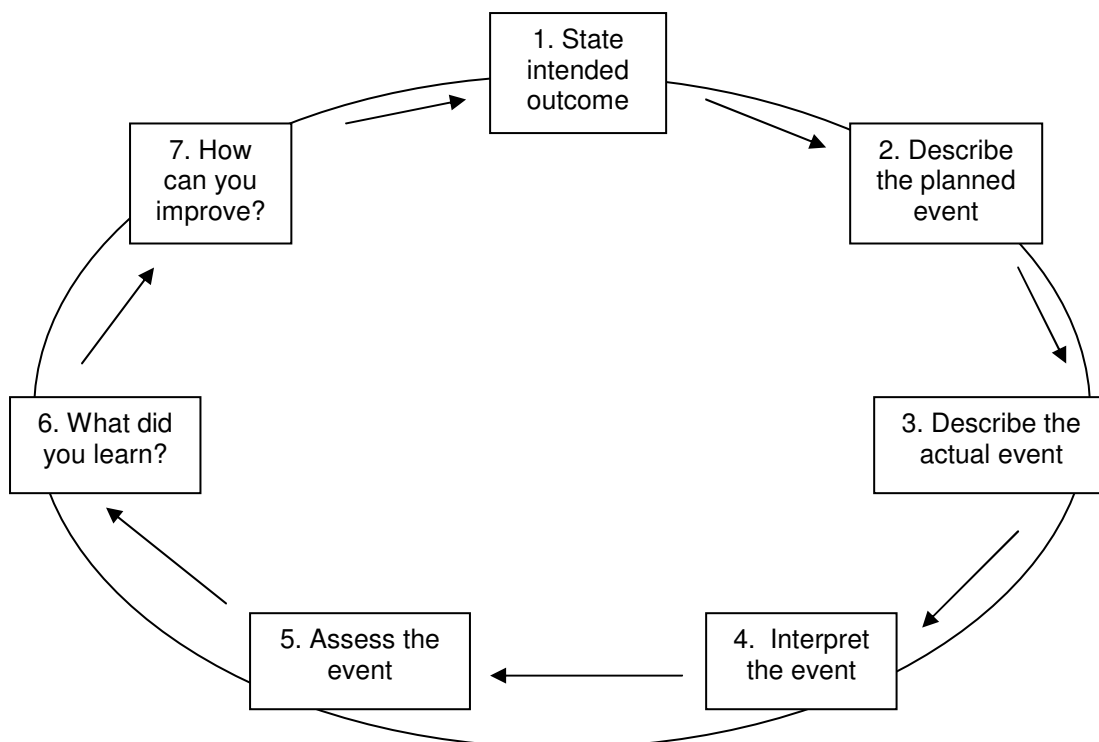 1. State
intended
outcome
2. Describe
the planned
event
3. Describe the
actual event
4.  Interpret
the event
5. Assess the
event
6. What did
you learn?
7. How
can you
improve?